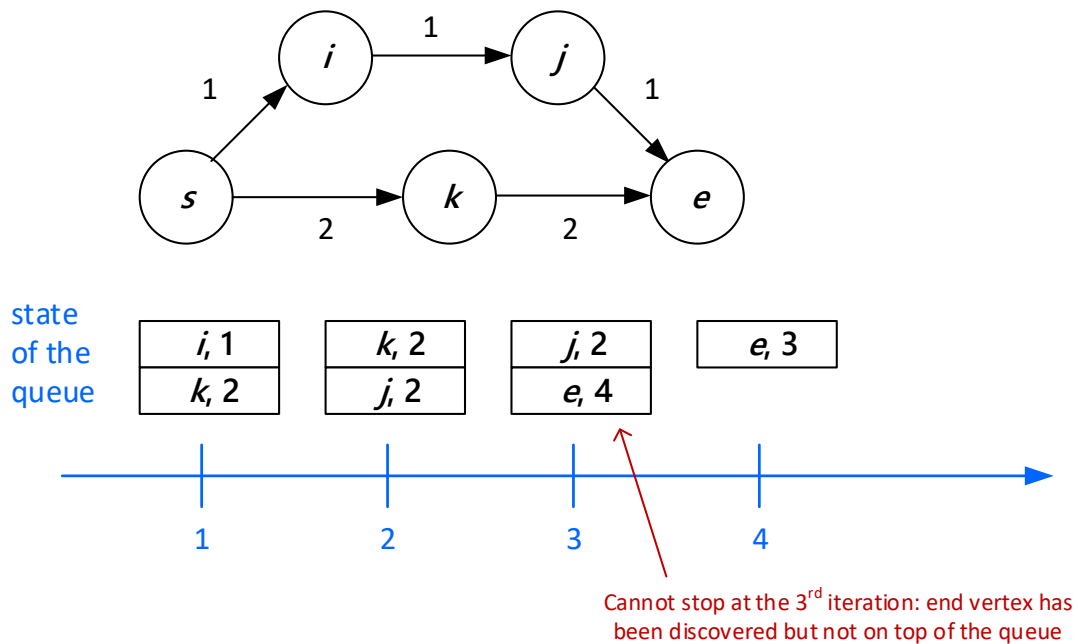 1
i
j
1
1
s
k
e
2
2
state
of the
queue
i, 1
k, 2
j, 2
e, 3
k, 2
j, 2
e, 4
1
2
3
4
Cannot stop at the 3rd iteration: end vertex has
been discovered but not on top of the queue